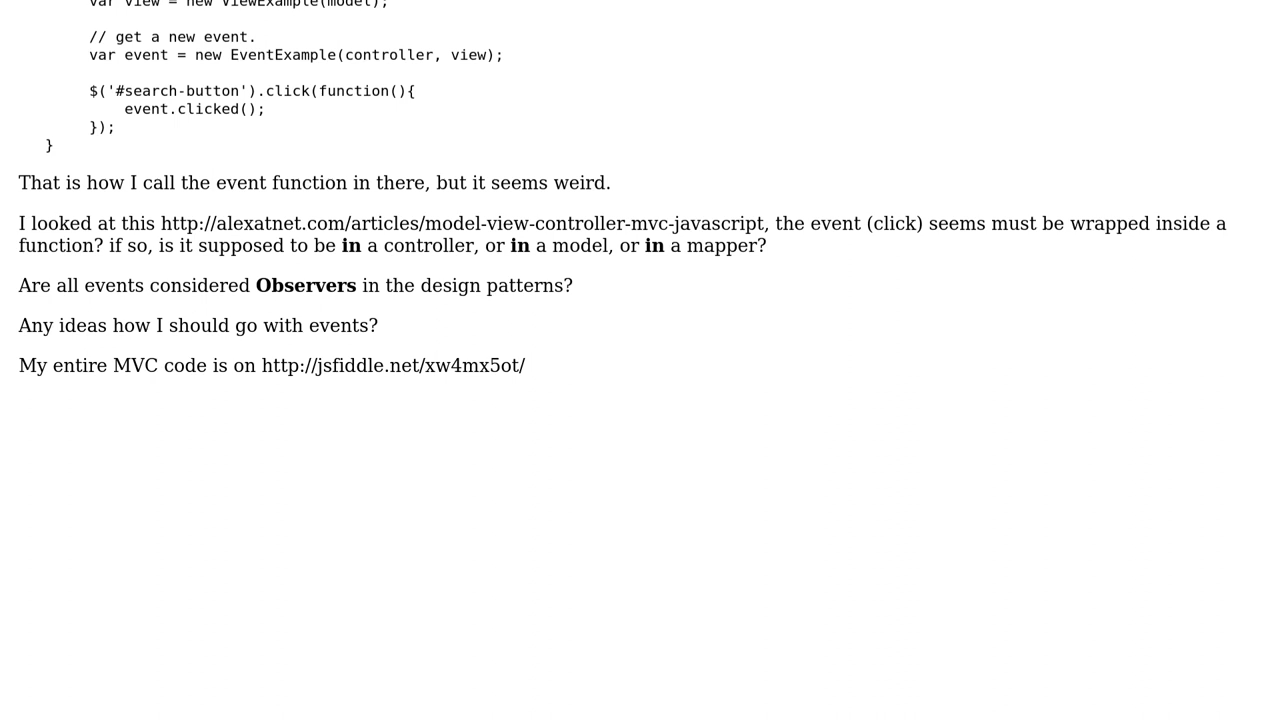 var view = new ViewExample(model);
// get a new event.
var event = new EventExample(controller, view);
$('#search-button').click(function(){
event.clicked();
});
}
That is how I call the event function in there, but it seems weird.
I looked at this http://alexatnet.com/articles/model-view-controller-mvc-javascript, the event (click) seems must be wrapped inside a
function? if so, is it supposed to be in a controller, or in a model, or in a mapper?
Are all events considered Observers in the design patterns?
Any ideas how I should go with events?
My entire MVC code is on http://jsfiddle.net/xw4mx5ot/